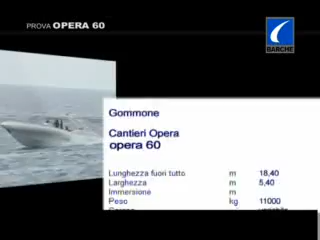 PROVA OPERA 60
BARCHE
Gommone
Cantieri Opera
opera 60
Lunghezza fuori tutto m 18,40
Larghezza m 5,40
Immersione m
Peso kg 11000